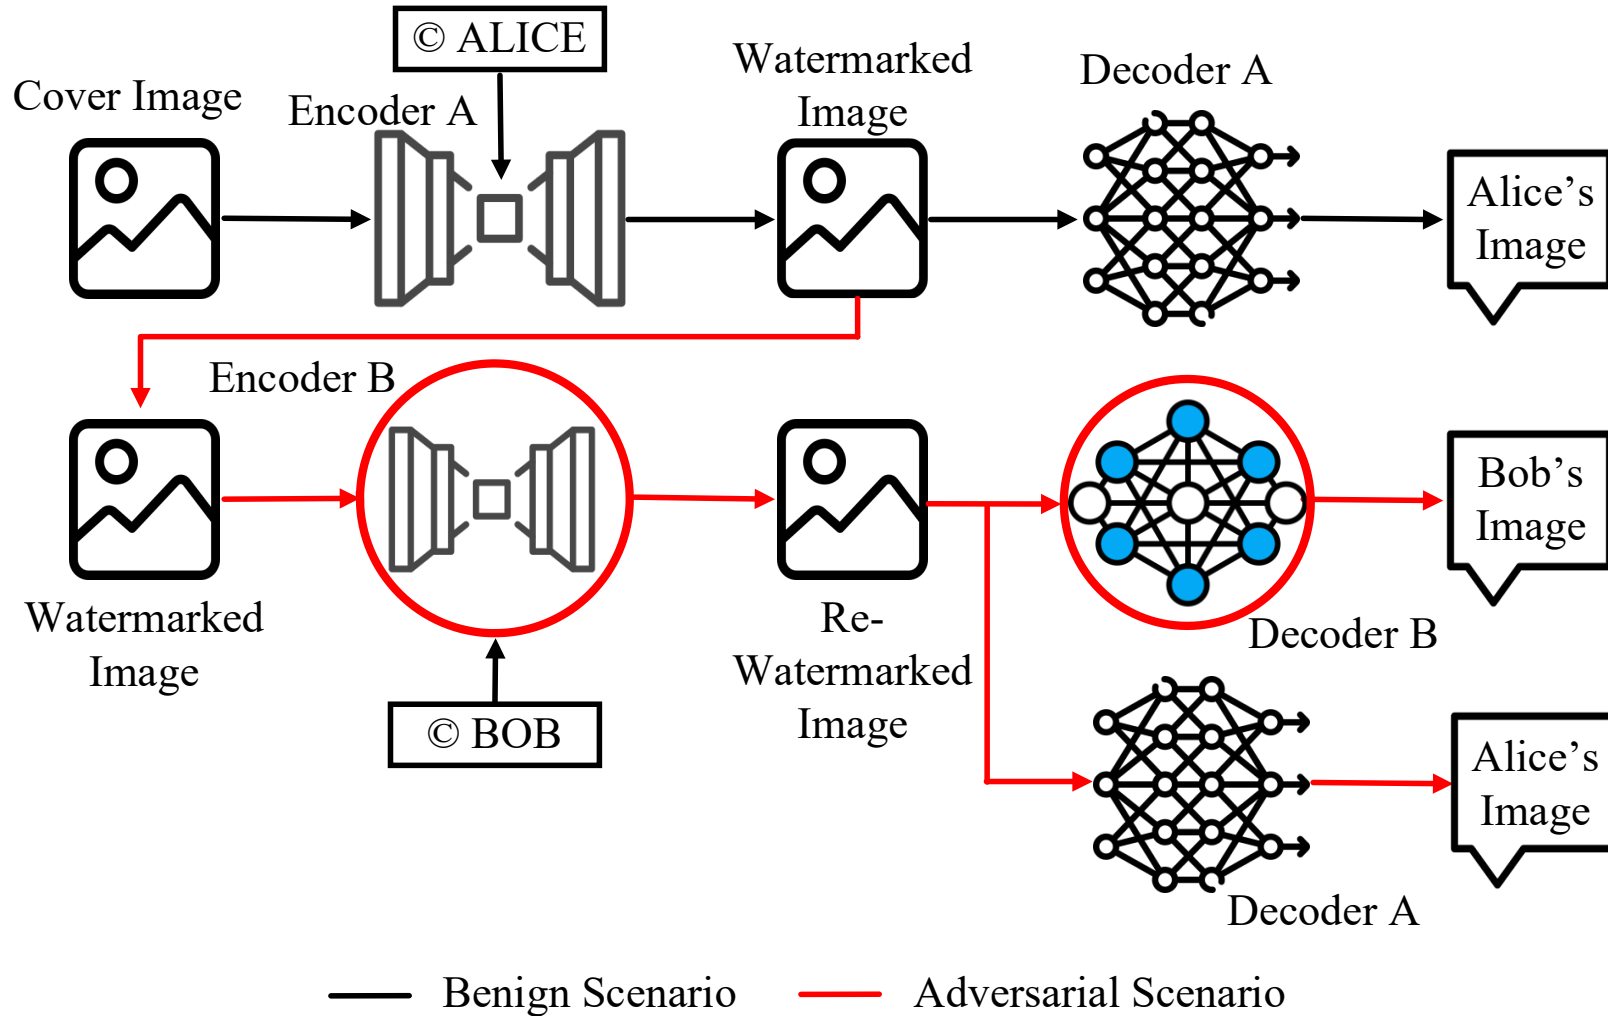 © ALICE
Cover Image
Encoder A
Watermarked
Image
Decoder A
Alice’s
Image
Encoder B
Watermarked
Image
© BOB
Re-
Watermarked
Image
Decoder B
Bob’s
Image
Decoder A
Alice’s
Image
Benign Scenario
Adversarial Scenario